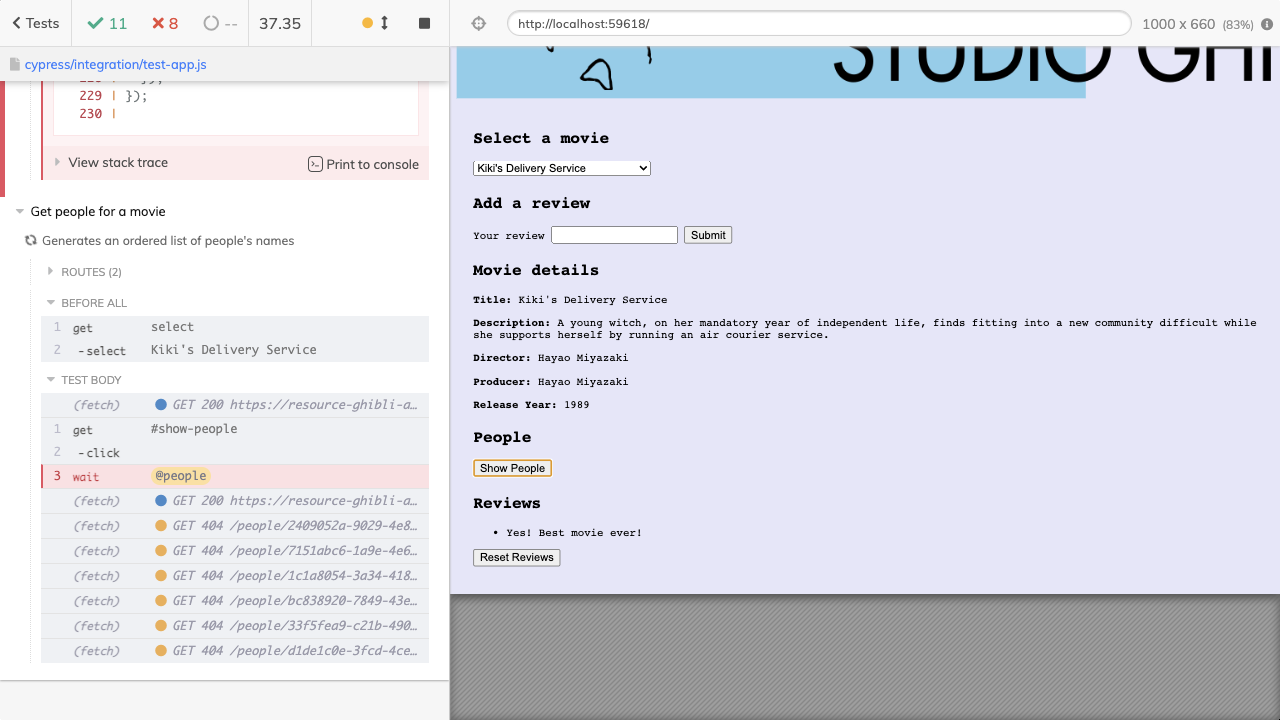 Tests
11
8
--
37.35
http://localhost:59618/
1000 x 660 (83%)
cypress/integration/test-app.js
229 | });
230 |
View stack trace
Print to console
Get people for a movie
Generates an ordered list of people's names
ROUTES (2)
BEFORE ALL
1 get select
2 -select Kiki's Delivery Service
TEST BODY
(fetch) GET 200 https://resource-ghibli-a…
1 get #show-people
2 -click
3 wait @people
(fetch) GET 200 https://resource-ghibli-a…
(fetch) GET 404 /people/2409052a-9029-4e8…
(fetch) GET 404 /people/7151abc6-1a9e-4e6…
(fetch) GET 404 /people/1c1a8054-3a34-418…
(fetch) GET 404 /people/bc838920-7849-43e…
(fetch) GET 404 /people/33f5fea9-c21b-490…
(fetch) GET 404 /people/d1de1c0e-3fcd-4ce…
STUDIO GHI
Select a movie
Kiki's Delivery Service
Add a review
Your review Submit
Movie details
Title: Kiki's Delivery Service
Description: A young witch, on her mandatory year of independent life, finds fitting into a new community difficult while
she supports herself by running an air courier service.
Director: Hayao Miyazaki
Producer: Hayao Miyazaki
Release Year: 1989
People
Show People
Reviews
• Yes! Best movie ever!
Reset Reviews